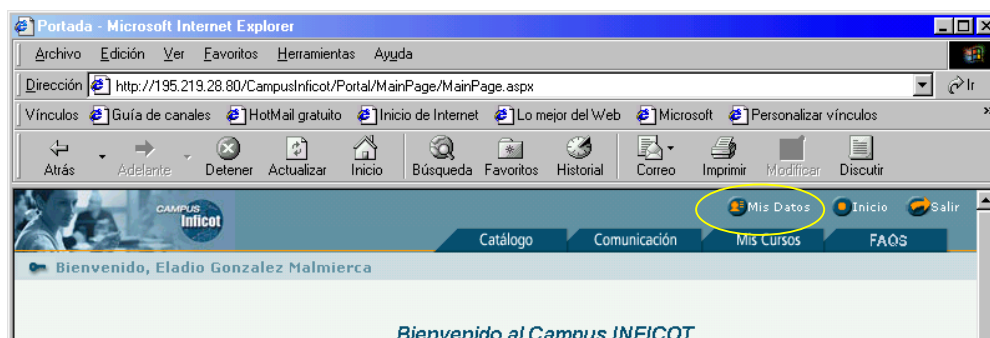 Portada - Microsoft Internet Explorer
Archivo Edición Ver Favoritos Herramientas Ayuda
Dirección http://195.219.28.80/CampusInficot/Portal/MainPage/MainPage.aspx Ir
Vínculos Guía de canales HotMail gratuito Inicio de Internet Lo mejor del Web Microsoft Personalizar vínculos »
Atrás Adelante Detener Actualizar Inicio Búsqueda Favoritos Historial Correo Imprimir Modificar Discutir
CAMPUS
Inficot
Mis Datos Inicio Salir
Catálogo Comunicación Mis Cursos FAQS
Bienvenido, Eladio Gonzalez Malmierca
Bienvenido al Campus INFICOT